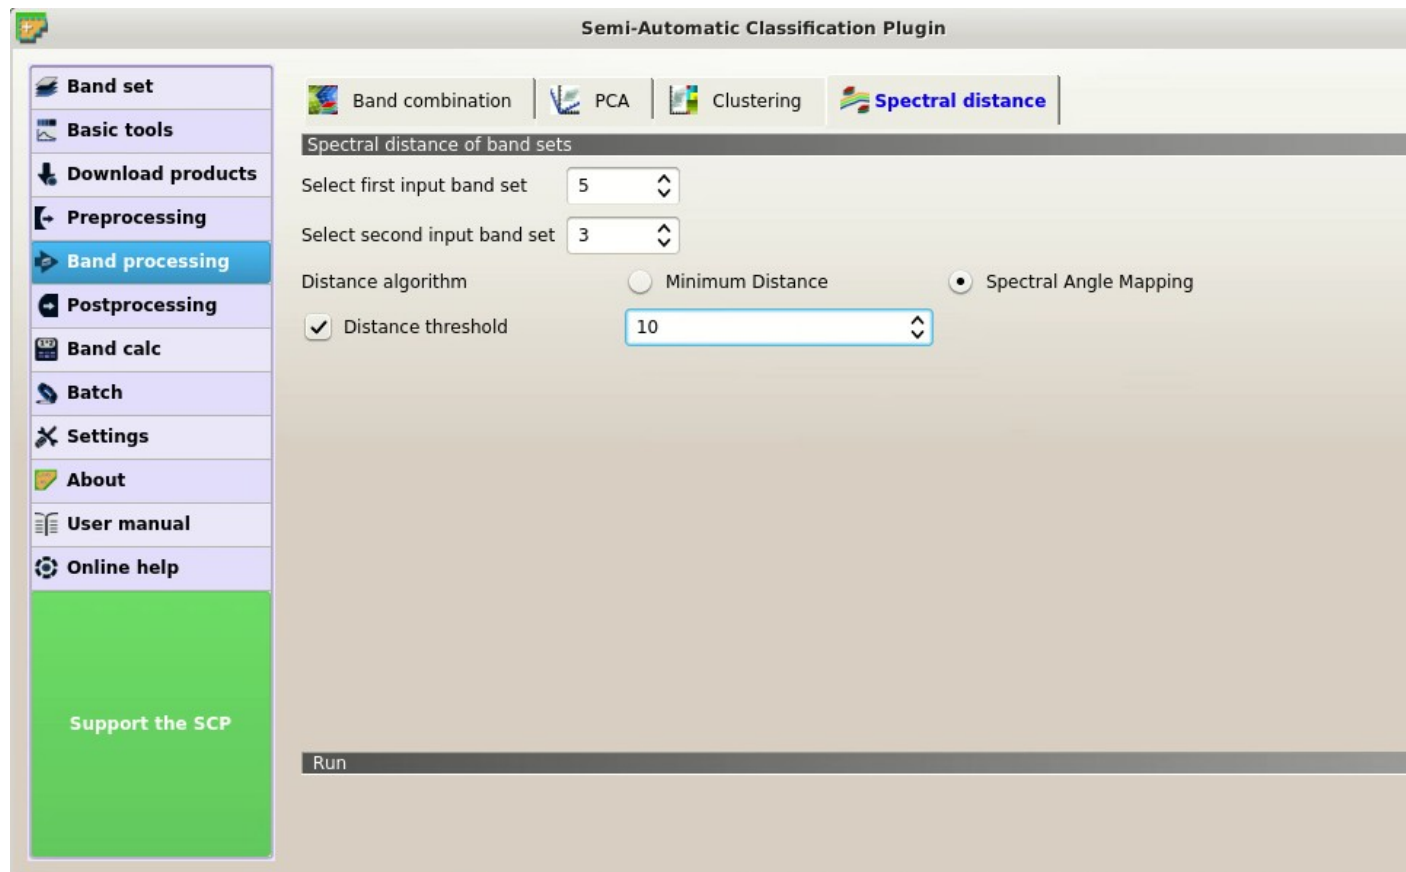 Semi-Automatic Classification Plugin
Band set
Basic tools
Download products
Preprocessing
Band processing
Postprocessing
Band calc
Batch
Settings
About
User manual
Online help
Support the SCP
Band combination PCA Clustering Spectral distance
Spectral distance of band sets
Select first input band set 5
Select second input band set 3
Distance algorithm Minimum Distance Spectral Angle Mapping
Distance threshold 10
Run